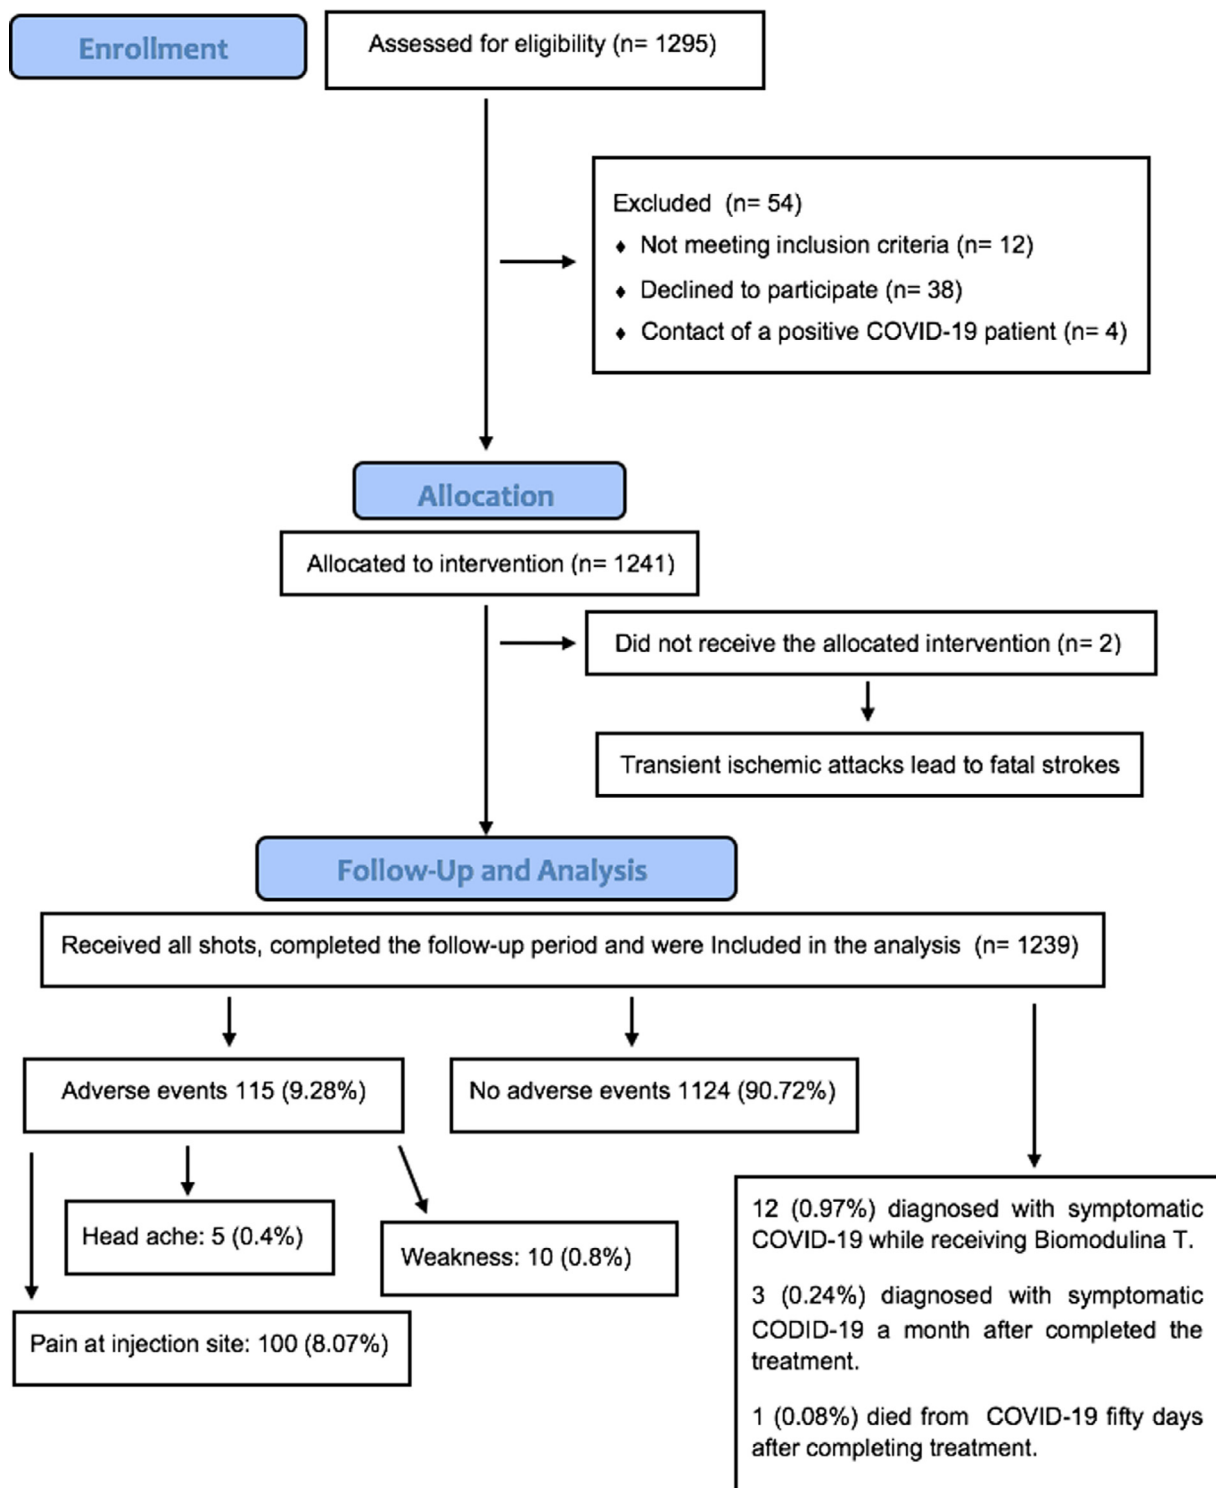 Enrollment
Assessed for eligibility (n= 1295)
Excluded (n= 54)
♦ Not meeting inclusion criteria (n= 12)
♦ Declined to participate (n= 38)
♦ Contact of a positive COVID-19 patient (n= 4)
Allocation
Allocated to intervention (n= 1241)
Did not receive the allocated intervention (n= 2)
Transient ischemic attacks lead to fatal strokes
Follow-Up and Analysis
Received all shots, completed the follow-up period and were Included in the analysis (n= 1239)
Adverse events 115 (9.28%)
No adverse events 1124 (90.72%)
Head ache: 5 (0.4%)
Weakness: 10 (0.8%)
Pain at injection site: 100 (8.07%)
12 (0.97%) diagnosed with symptomatic
COVID-19 while receiving Biomodulina T.
3 (0.24%) diagnosed with symptomatic
CODID-19 a month after completed the
treatment.
1 (0.08%) died from COVID-19 fifty days
after completing treatment.